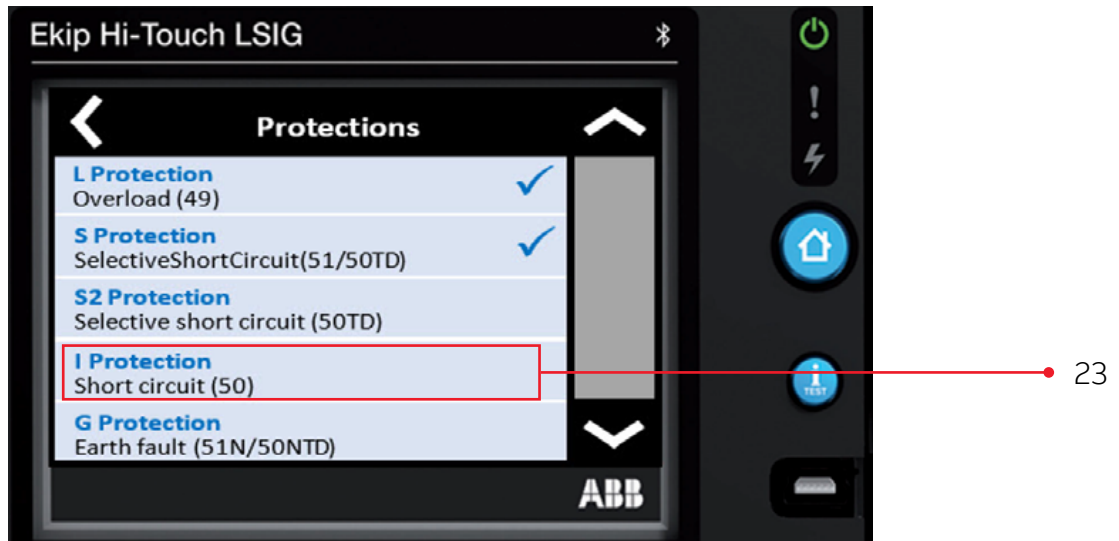 Ekip Hi-Touch LSIG
Protections
L Protection
Overload (49)
S Protection
SelectiveShortCircuit(51/50TD)
S2 Protection
Selective short circuit (50TD)
I Protection
Short circuit (50)
23
G Protection
Earth fault (51N/50NTD)
ABB
!
i
TEST